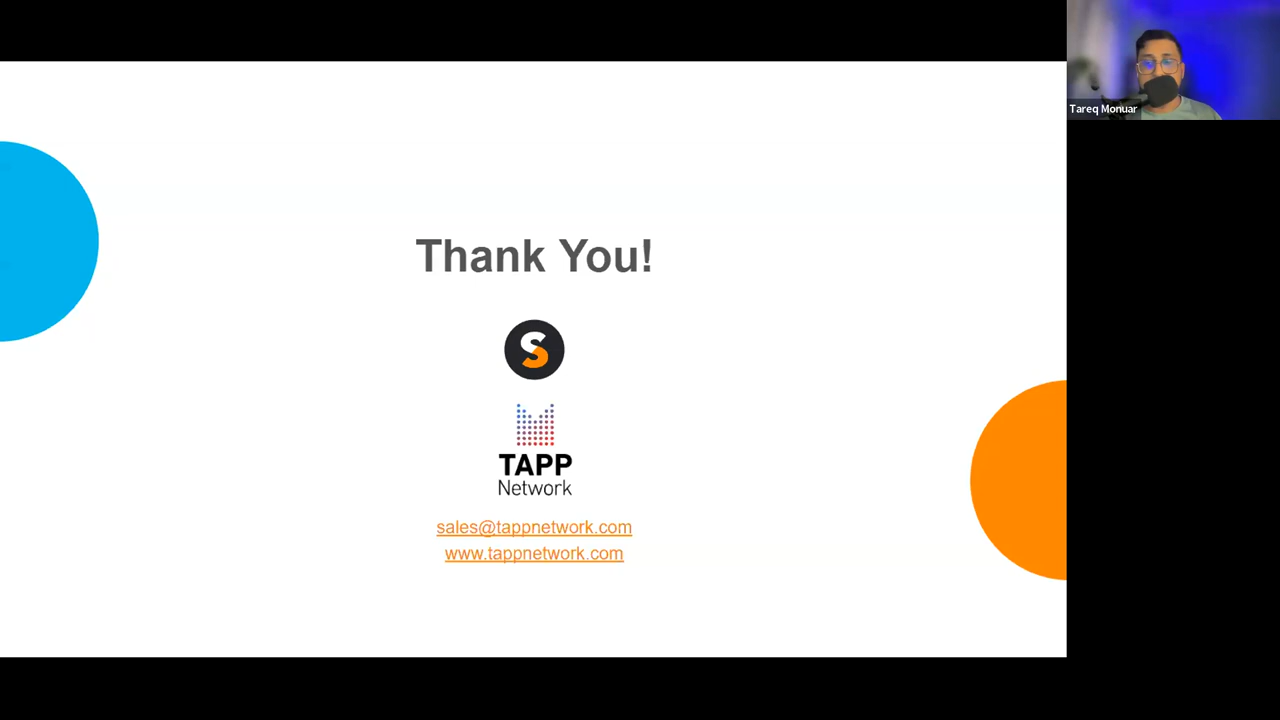 Tareq Monuar
Thank You!
S
TAPP
Network
sales@tappnetwork.com
www.tappnetwork.com